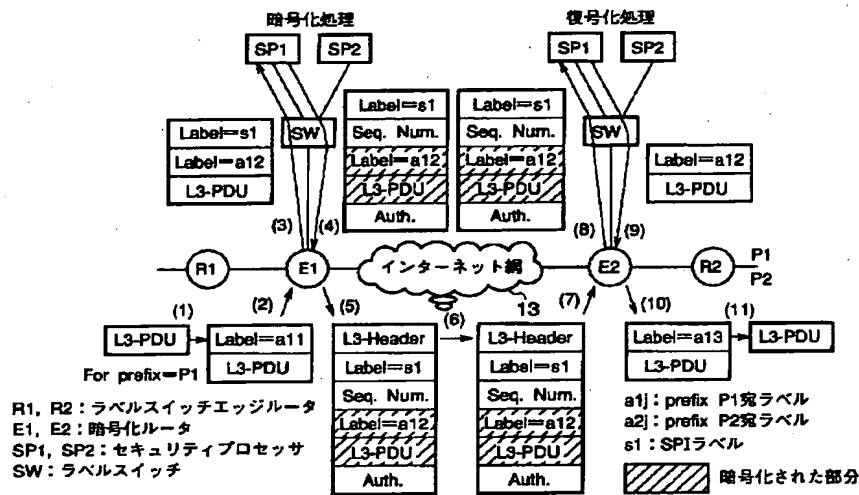 暗号化処理
復号化処理
SP1
SP2
SP1
SP2
SW
SW
Label=s1
Label=a12
L3-PDU
Label=s1
Seq. Num.
Label=a12
L3-PDU
Auth.
Label=s1
Seq. Num.
Label=a12
L3-PDU
Auth.
Label=a12
L3-PDU
(3)
(4)
(8)
(9)
R1
E1
インターネット網
E2
R2
P1
P2
(1)
(2)
(5)
(6)
13
(7)
(10)
(11)
L3-PDU
Label=a11
L3-PDU
For prefix=P1
L3-Header
Label=s1
Seq. Num.
Label=a12
L3-PDU
Auth.
L3-Header
Label=s1
Seq. Num.
Label=a12
L3-PDU
Auth.
Label=a13
L3-PDU
L3-PDU
R1, R2：ラベルスイッチエッジルータ
E1, E2：暗号化ルータ
SP1, SP2：セキュリティプロセッサ
SW：ラベルスイッチ
a1j: prefix P1宛ラベル
a2j: prefix P2宛ラベル
s1：SPIラベル
暗号化された部分